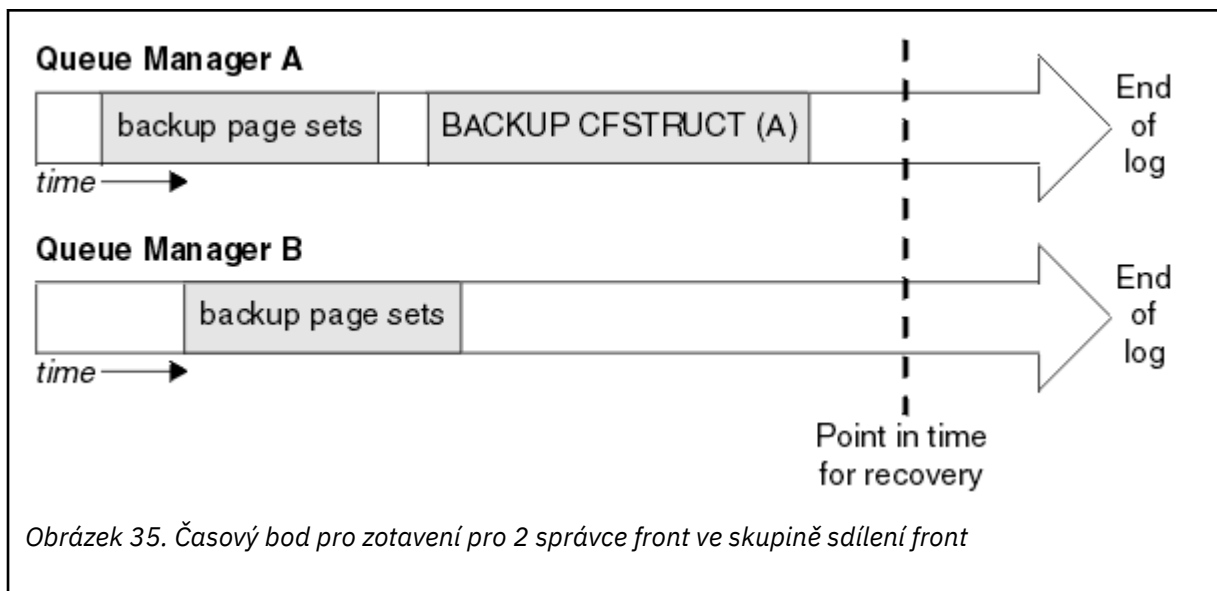 Queue Manager A
backup page sets
BACKUP CFSTRUCT (A)
End
of
log
time
Queue Manager B
backup page sets
End
of
log
time
Point in time
for recovery
Obrázek 35. Časový bod pro zotavení pro 2 správce front ve skupině sdílení front